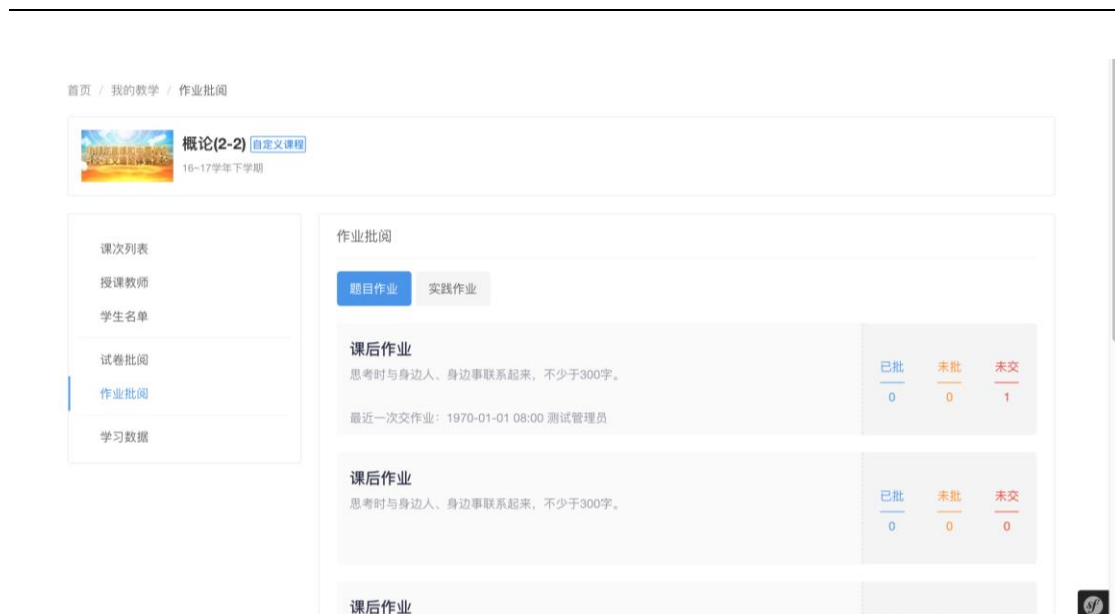 首页 / 我的教学 / 作业批阅
概论(2-2) 自定义课程
16~17学年下学期
课次列表
授课教师
学生名单
试卷批阅
作业批阅
学习数据
作业批阅
题目作业 实践作业
课后作业
思考时与身边人、身边事联系起来，不少于300字。
最近一次交作业：1970-01-01 08:00 测试管理员
已批 未批 未交
0 0 1
课后作业
思考时与身边人、身边事联系起来，不少于300字。
已批 未批 未交
0 0 0
课后作业
sf